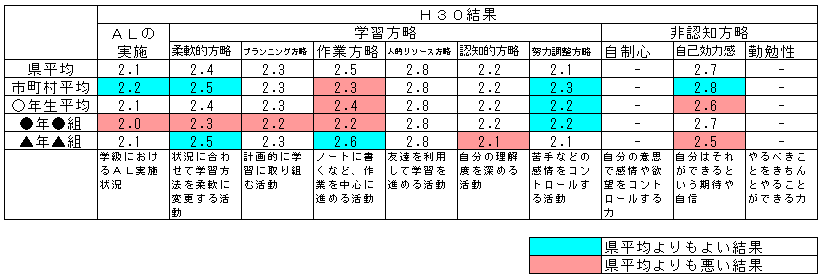 H30結果
ALの実施 学習方略 非認知方略
柔軟的方略 プランニング方略 作業方略 人的リソース方略 認知的方略 努力調整方略 自制心 自己効力感 勤勉性
県平均 2.1 2.4 2.3 2.5 2.8 2.2 2.1 － 2.7 －
市町村平均 2.2 2.5 2.3 2.3 2.8 2.2 2.3 － 2.8 －
○年生平均 2.1 2.4 2.3 2.4 2.8 2.2 2.2 － 2.6 －
●年●組 2.0 2.3 2.2 2.2 2.8 2.2 2.2 － 2.7 －
▲年▲組 2.1 2.5 2.3 2.6 2.8 2.1 2.2 － 2.5 －
学級におけるAL実施状況
状況に合わせて学習方法を柔軟に変更する活動
計画的に学習に取り組む活動
ノートに書くなど、作業を中心に進める活動
友達を利用して学習を進める活動
自分の理解度を深める活動
苦手などの感情をコントロールする活動
自分の意思で感情や欲望をコントロールする力
自分はそれができるという期待や自信
やるべきことをきちんとやることができる力
県平均よりもよい結果
県平均よりも悪い結果